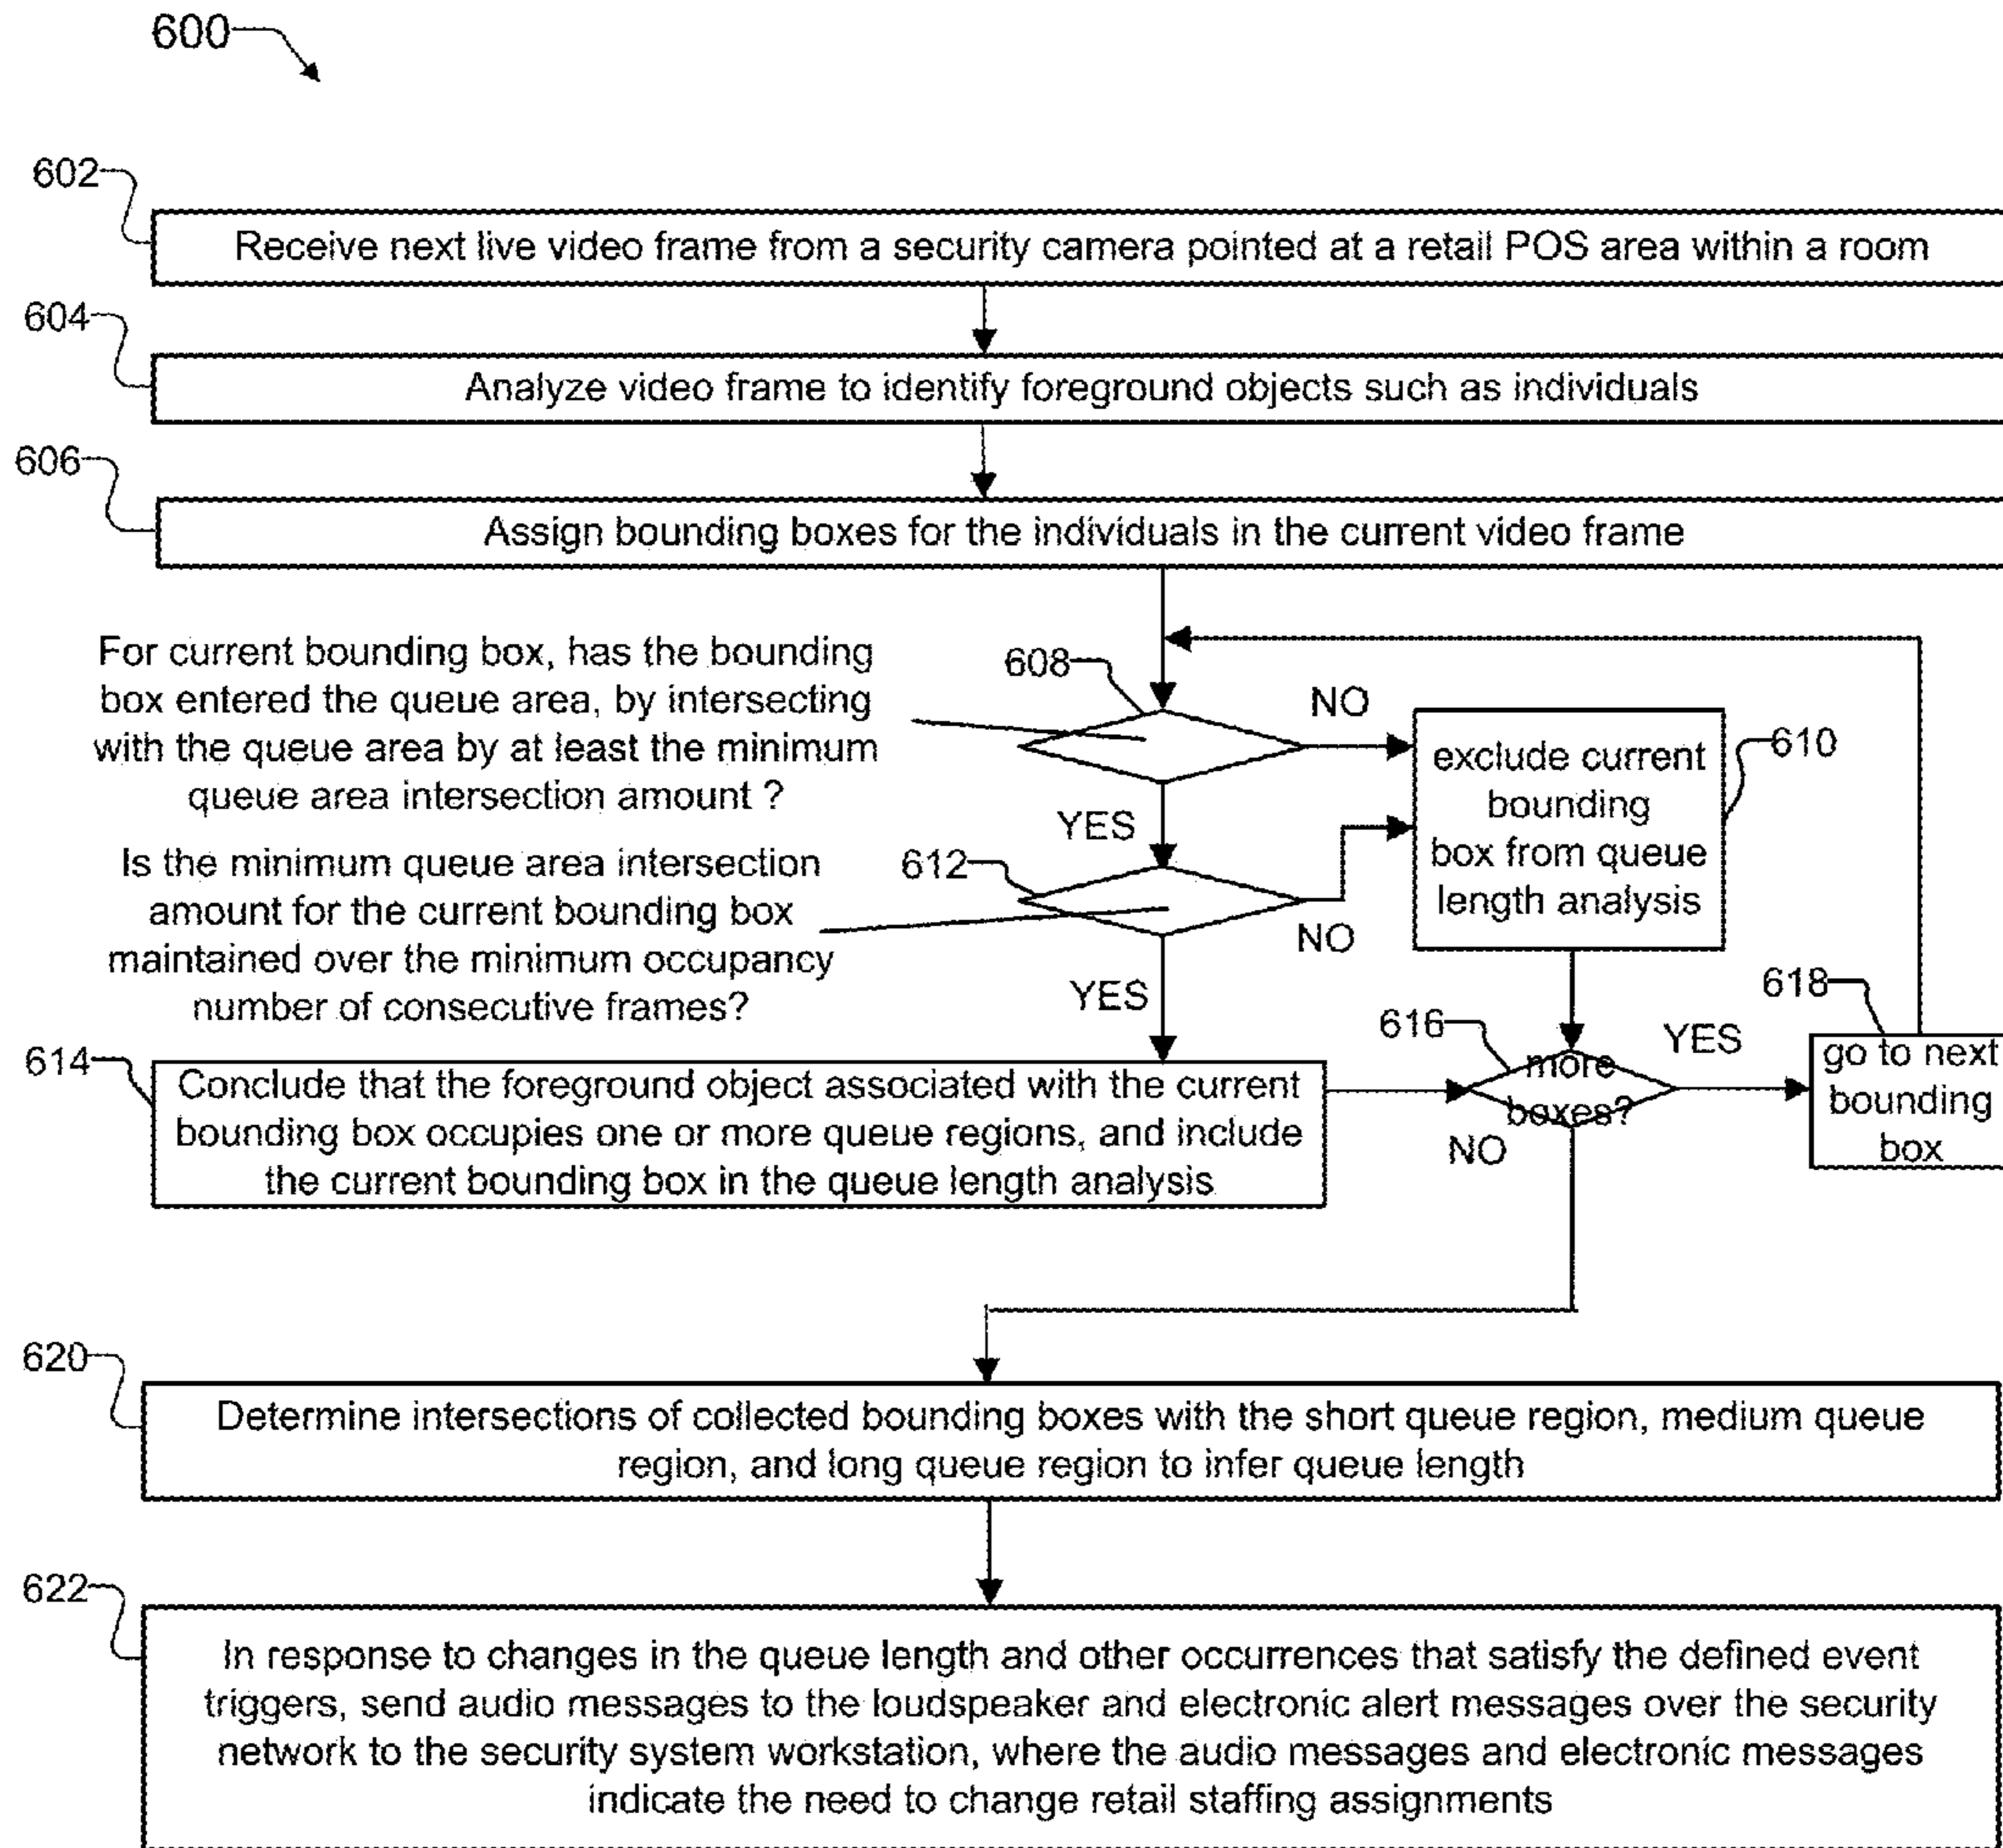 600
602
Receive next live video frame from a security camera pointed at a retail POS area within a room
604
Analyze video frame to identify foreground objects such as individuals
606
Assign bounding boxes for the individuals in the current video frame
For current bounding box, has the bounding
box entered the queue area, by intersecting
with the queue area by at least the minimum
queue area intersection amount ?
608
NO
YES
exclude current
bounding
box from queue
length analysis
610
Is the minimum queue area intersection
amount for the current bounding box
maintained over the minimum occupancy
number of consecutive frames?
612
NO
YES
614
Conclude that the foreground object associated with the current
bounding box occupies one or more queue regions, and include
the current bounding box in the queue length analysis
616
more
boxes?
YES
NO
618
go to next
bounding
box
620
Determine intersections of collected bounding boxes with the short queue region, medium queue
region, and long queue region to infer queue length
622
In response to changes in the queue length and other occurrences that satisfy the defined event
triggers, send audio messages to the loudspeaker and electronic alert messages over the security
network to the security system workstation, where the audio messages and electronic messages
indicate the need to change retail staffing assignments